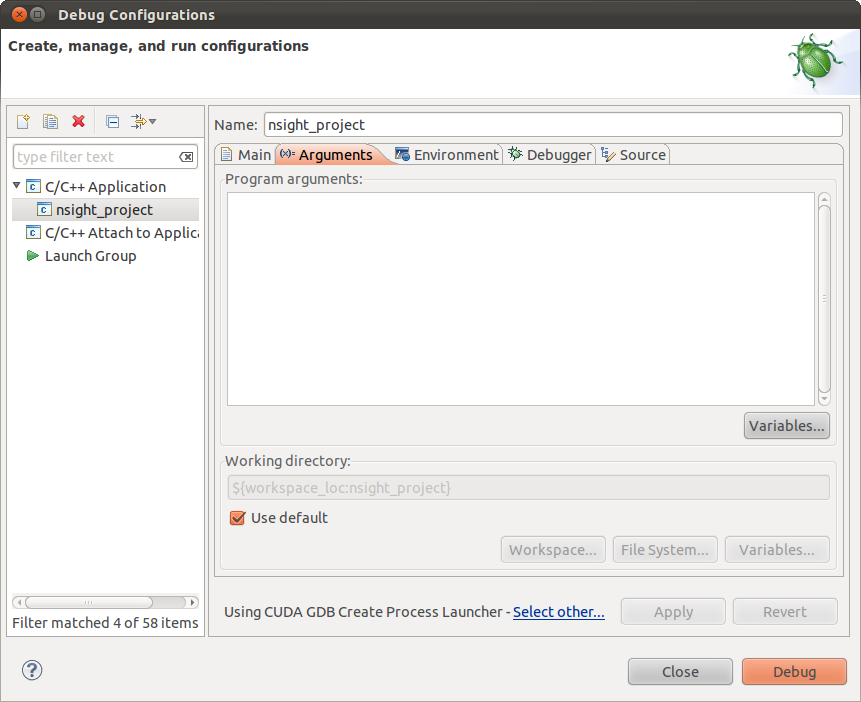 Debug Configurations
Create, manage, and run configurations
type filter text
C/C++ Application
nsight_project
C/C++ Attach to Applica
Launch Group
Filter matched 4 of 58 items
Name: nsight_project
Main (x)= Arguments Environment Debugger Source
Program arguments:
Variables...
Working directory:
${workspace_loc:nsight_project}
Use default
Workspace... File System... Variables...
Using CUDA GDB Create Process Launcher - Select other... Apply Revert
? Close Debug